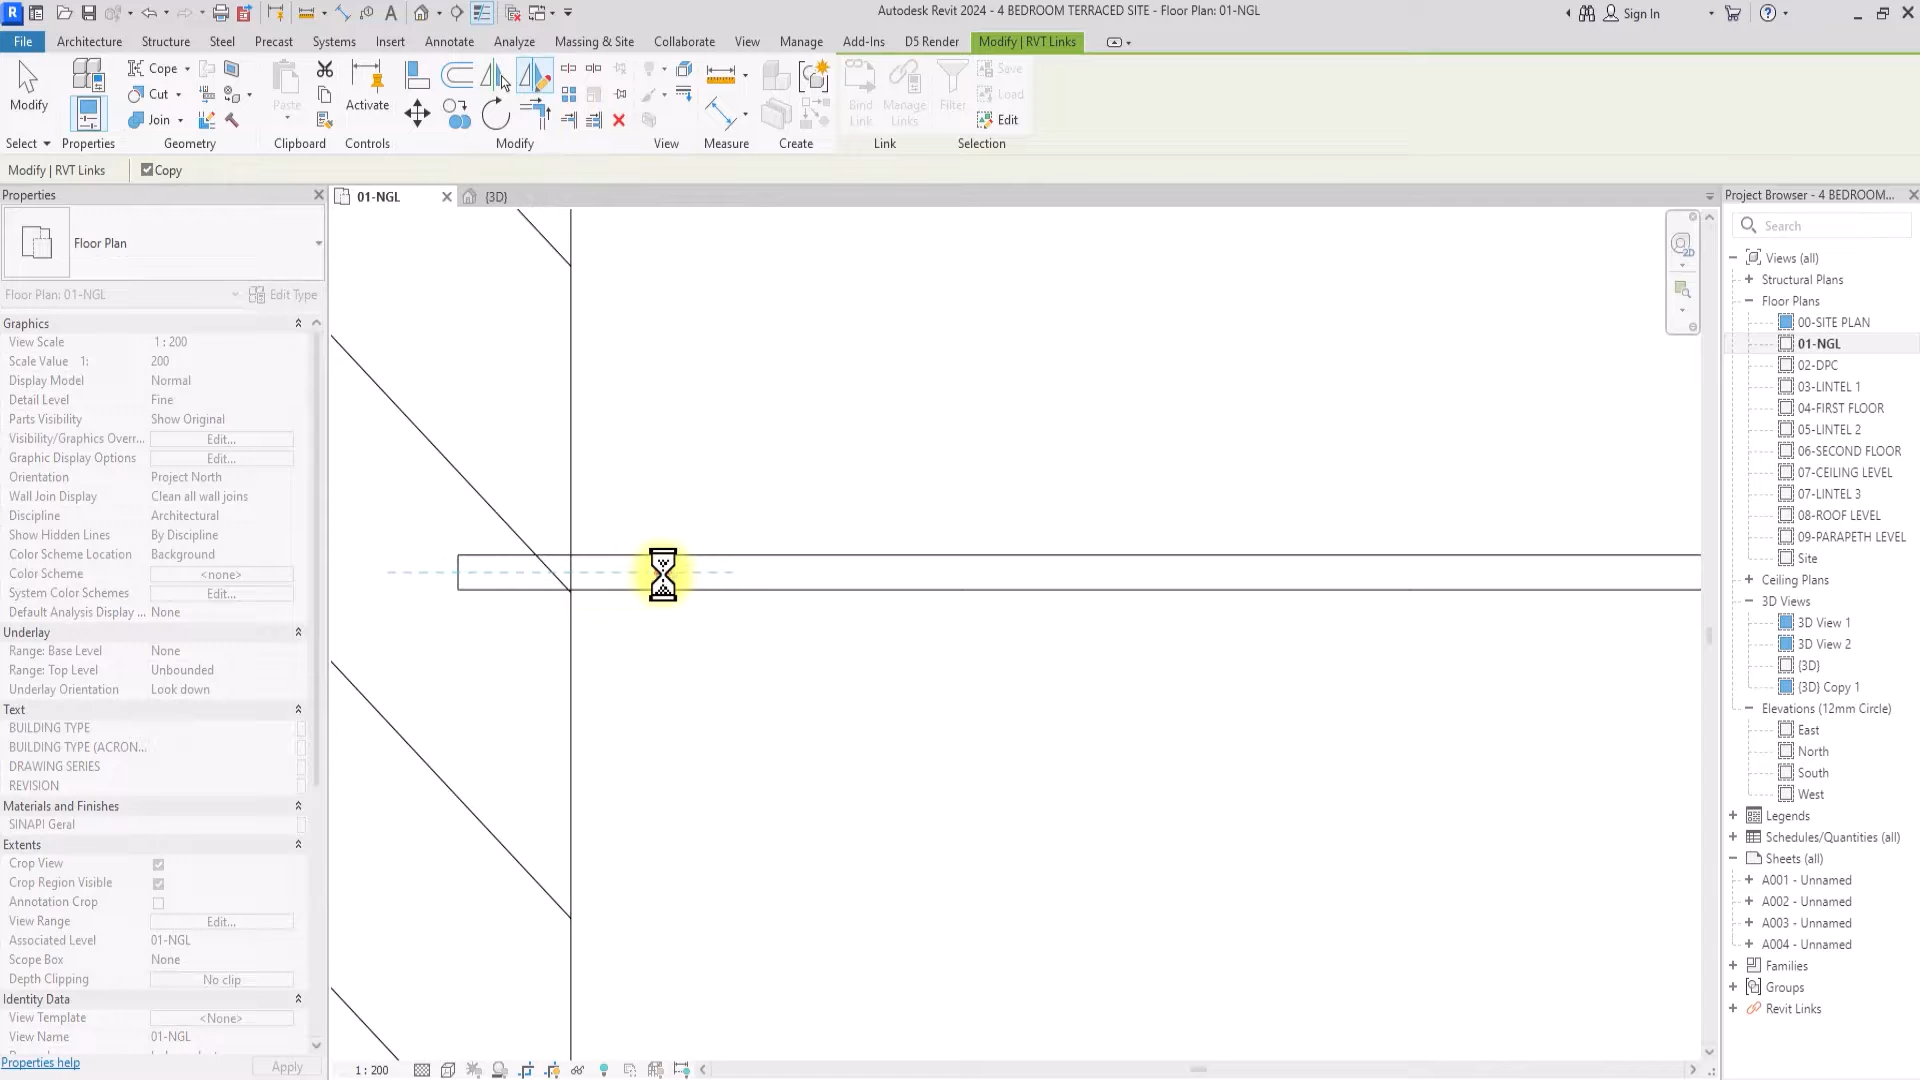 Autodesk Revit 2024 - 4 BEDROOM TERRACED SITE - Floor Plan: 01-NGL
Sign In
File Architecture Structure Steel Precast Systems Insert Annotate Analyze Massing & Site Collaborate View Manage Add-Ins D5 Render Modify | RVT Links
Modify
Cope
Cut
Join
Paste
Activate
Bind
Link
Manage
Links
Filter
Save
Load
Edit
Select Properties Geometry Clipboard Controls Modify View Measure Create Link Selection
Modify | RVT Links Copy
Properties
01-NGL
{3D}
Floor Plan
Floor Plan: 01-NGL Edit Type
Graphics
View Scale 1 : 200
Scale Value 1: 200
Display Model Normal
Detail Level Fine
Parts Visibility Show Original
Visibility/Graphics Overr... Edit...
Graphic Display Options Edit...
Orientation Project North
Wall Join Display Clean all wall joins
Discipline Architectural
Show Hidden Lines By Discipline
Color Scheme Location Background
Color Scheme <none>
System Color Schemes Edit...
Default Analysis Display ... None
Underlay
Range: Base Level None
Range: Top Level Unbounded
Underlay Orientation Look down
Text
BUILDING TYPE
BUILDING TYPE (ACRON...
DRAWING SERIES
REVISION
Materials and Finishes
SINAPI Geral
Extents
Crop View
Crop Region Visible
Annotation Crop
View Range Edit...
Associated Level 01-NGL
Scope Box None
Depth Clipping No clip
Identity Data
View Template <None>
View Name 01-NGL
Properties help Apply
1 : 200
2D
Project Browser - 4 BEDROOM...
Search
Views (all)
Structural Plans
Floor Plans
00-SITE PLAN
01-NGL
02-DPC
03-LINTEL 1
04-FIRST FLOOR
05-LINTEL 2
06-SECOND FLOOR
07-CEILING LEVEL
07-LINTEL 3
08-ROOF LEVEL
09-PARAPETH LEVEL
Site
Ceiling Plans
3D Views
3D View 1
3D View 2
{3D}
{3D} Copy 1
Elevations (12mm Circle)
East
North
South
West
Legends
Schedules/Quantities (all)
Sheets (all)
A001 - Unnamed
A002 - Unnamed
A003 - Unnamed
A004 - Unnamed
Families
Groups
Revit Links